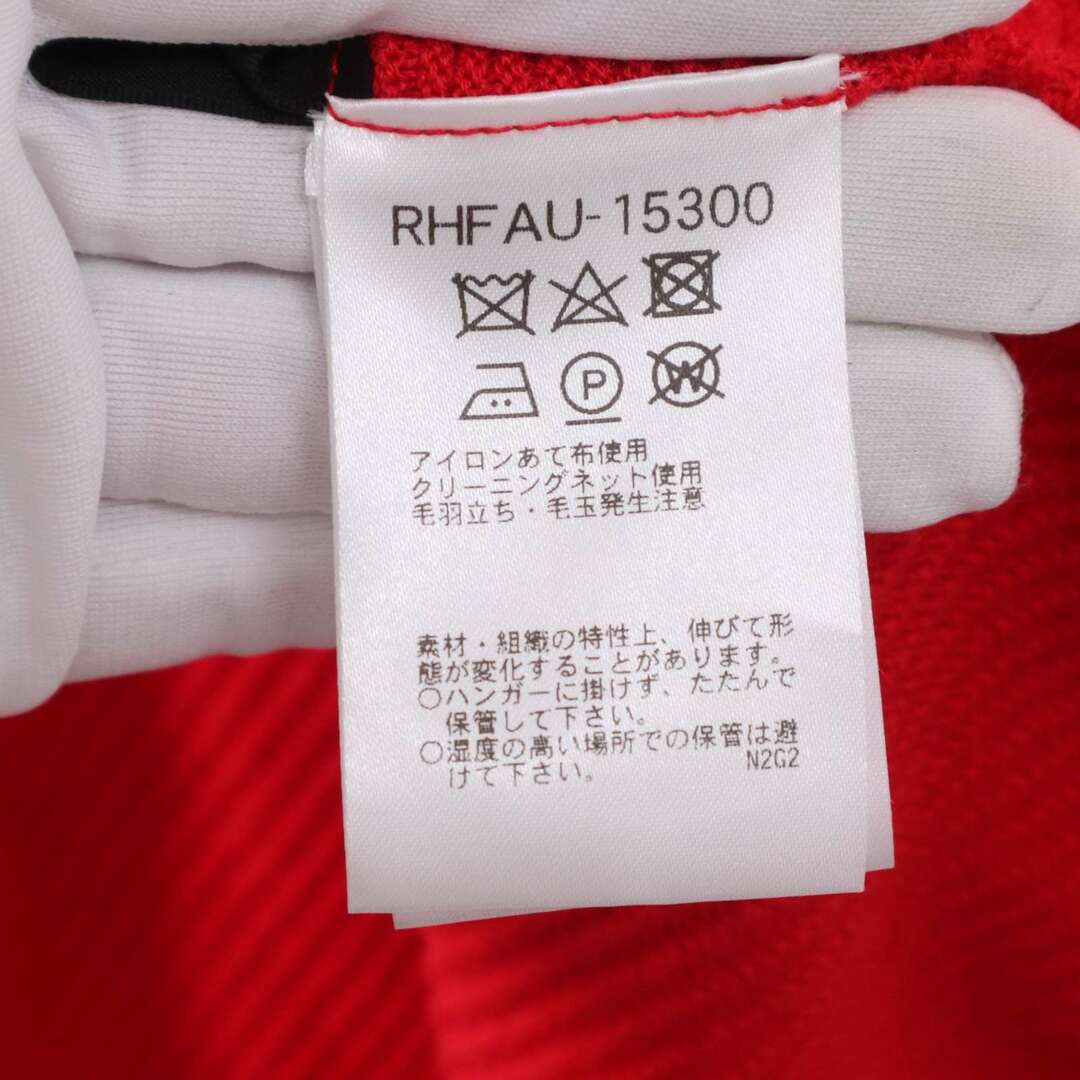 RHFAU-15300
P
W
アイロンあて布使用
クリーニングネット使用
毛羽立ち・毛玉発生注意
素材・組織の特性上、伸びて形
態が変化することがあります。
○ハンガーに掛けず、たたんで
保管して下さい。
○湿度の高い場所での保管は避
けて下さい。
N2G2